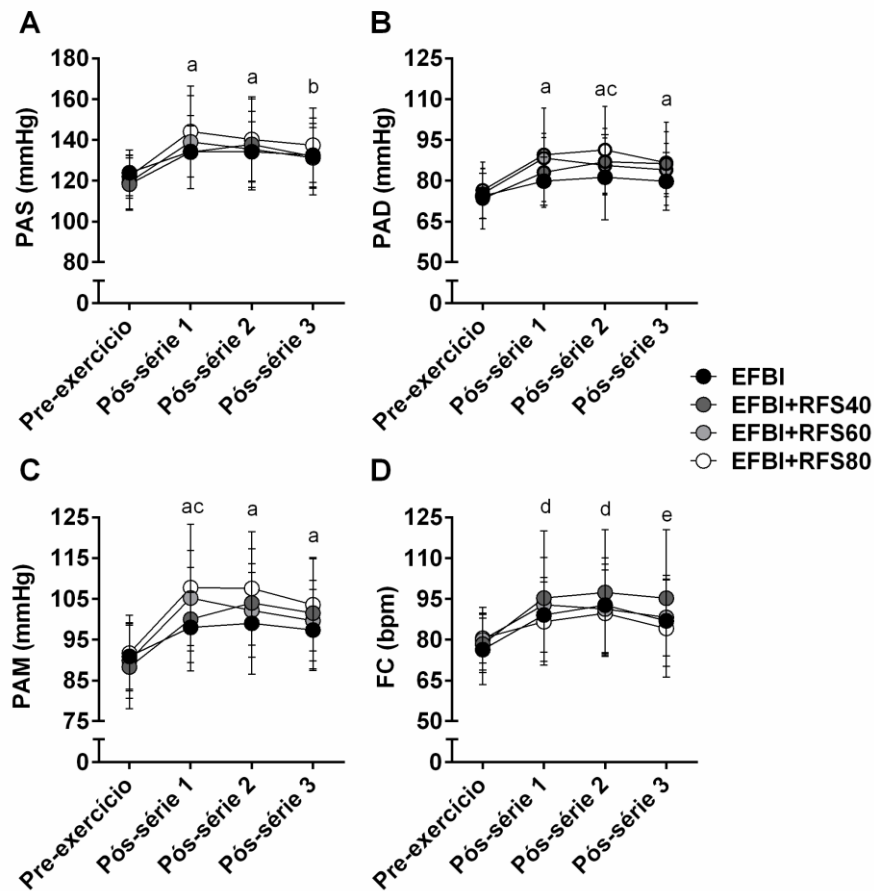 A
180
160
140
120
100
80
0
PAS (mmHg)
a
a
b
Pre-exercício
Pós-série 1
Pós-série 2
Pós-série 3
B
125
95
80
65
50
0
PAD (mmHg)
a
ac
a
Pre-exercício
Pós-série 1
Pós-série 2
Pós-série 3
EFBI
EFBI+RFS40
EFBI+RFS60
EFBI+RFS80
C
125
115
105
95
85
75
0
PAM (mmHg)
ac
a
a
Pre-exercício
Pós-série 1
Pós-série 2
Pós-série 3
D
125
110
95
80
65
50
0
FC (bpm)
d
d
e
Pre-exercício
Pós-série 1
Pós-série 2
Pós-série 3